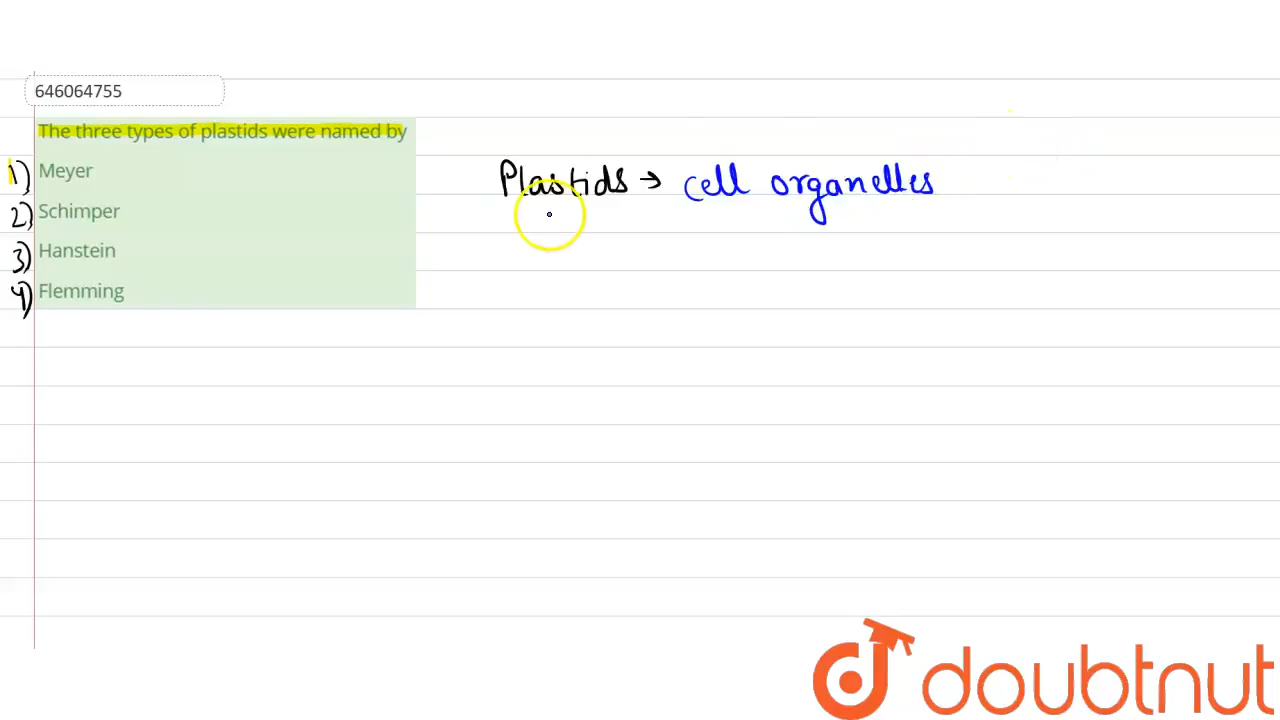 646064755
The three types of plastids were named by
1) Meyer
2) Schimper
3) Hanstein
4) Flemming
Plastids → cell organelles
doubtnut